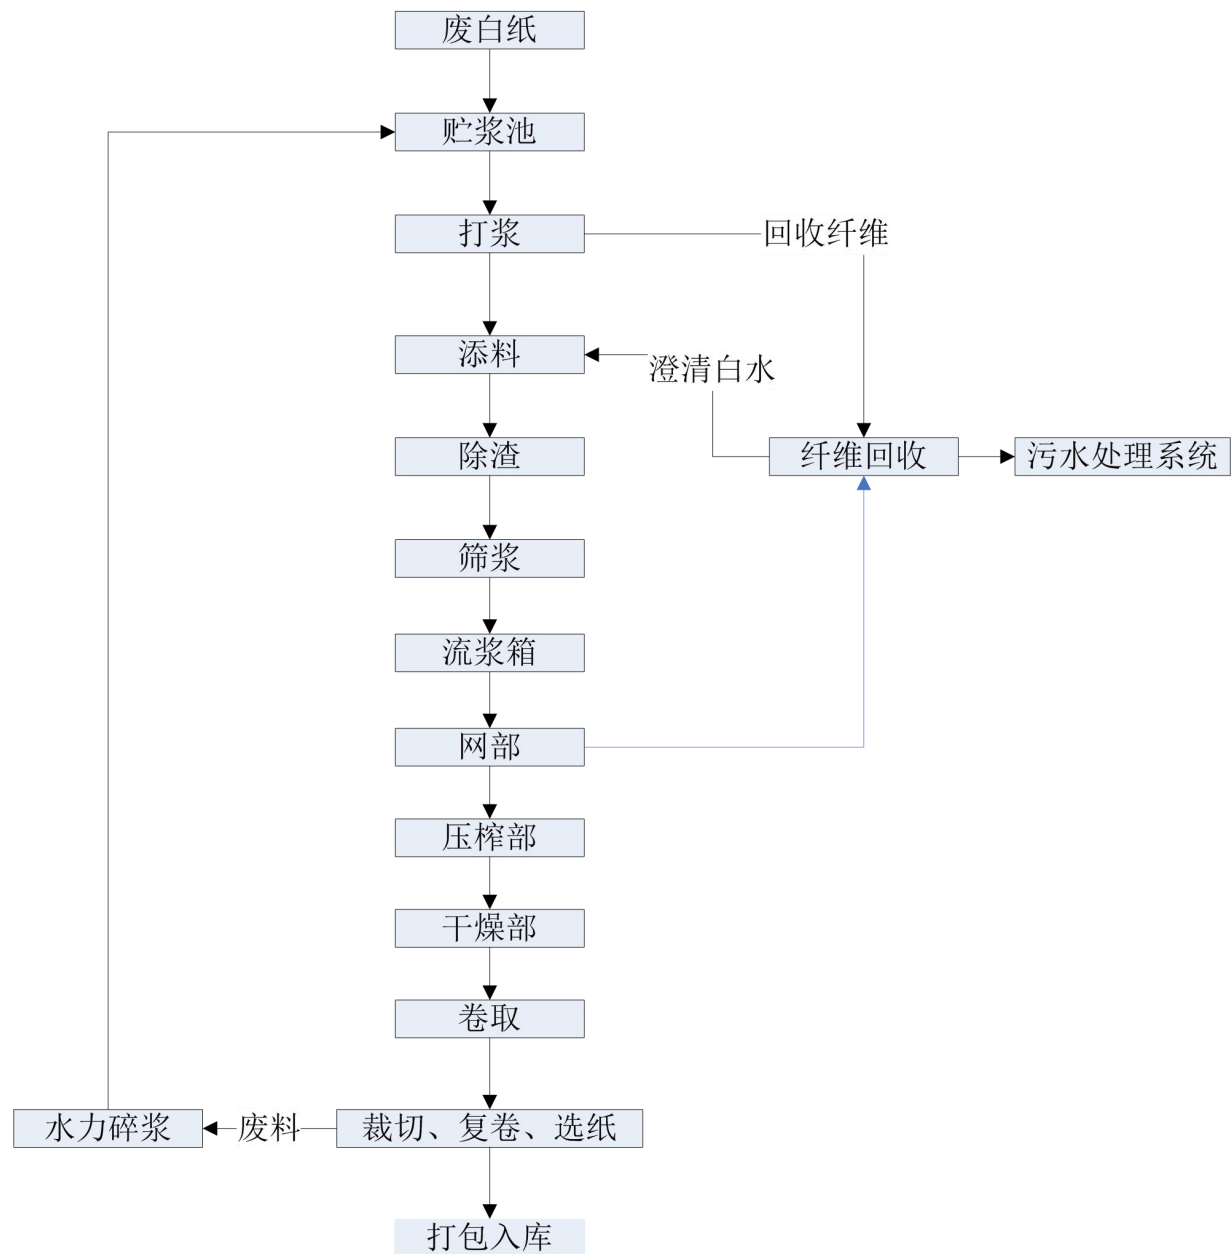 废白纸
贮浆池
打浆
回收纤维
添料
澄清白水
除渣
纤维回收
污水处理系统
筛浆
流浆箱
网部
压榨部
干燥部
卷取
水力碎浆
废料
裁切、复卷、选纸
打包入库